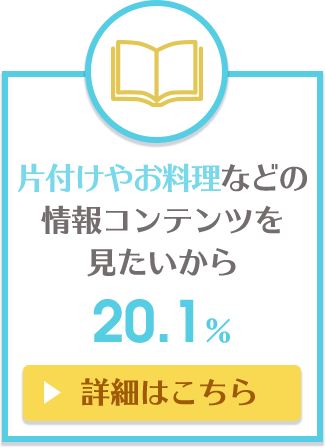 片付けやお料理などの
情報コンテンツを
見たいから
20.1%
詳細はこちら